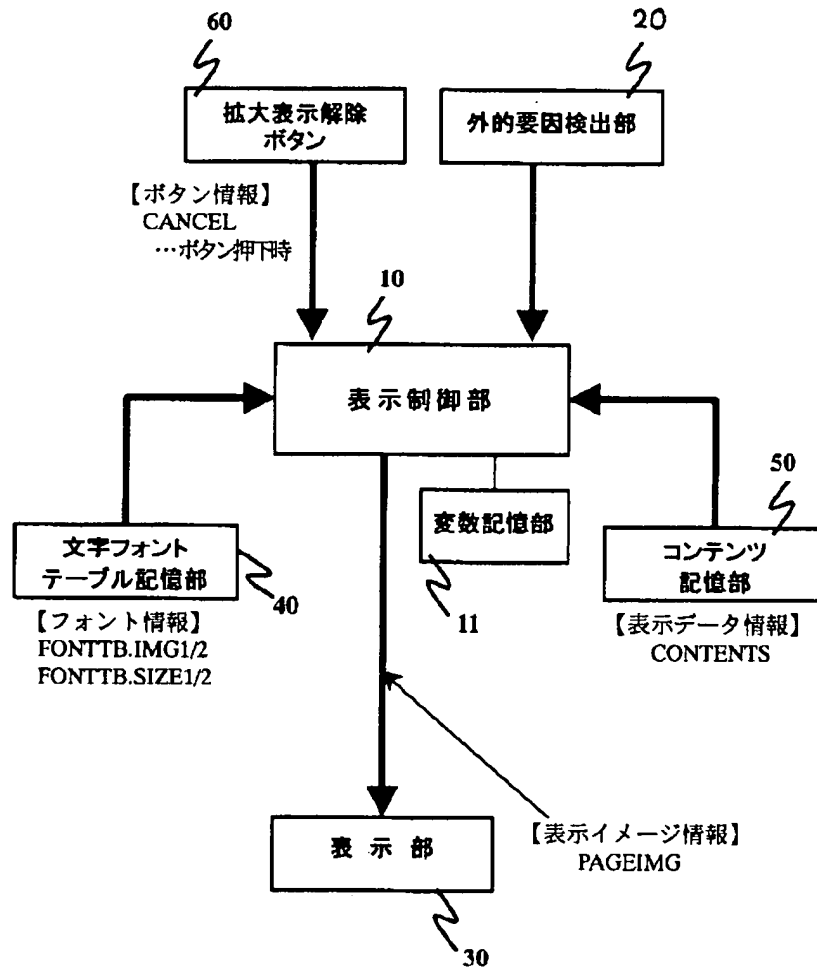 60
20
拡大表示解除
ボタン
外的要因検出部
【ボタン情報】
CANCEL
…ボタン押下時
10
表示制御部
50
変数記憶部
文字フォント
テーブル記憶部
コンテンツ
記憶部
40
11
【フォント情報】
FONTTB.IMG1/2
FONTTB.SIZE1/2
【表示データ情報】
CONTENTS
表示部
【表示イメージ情報】
PAGEIMG
30